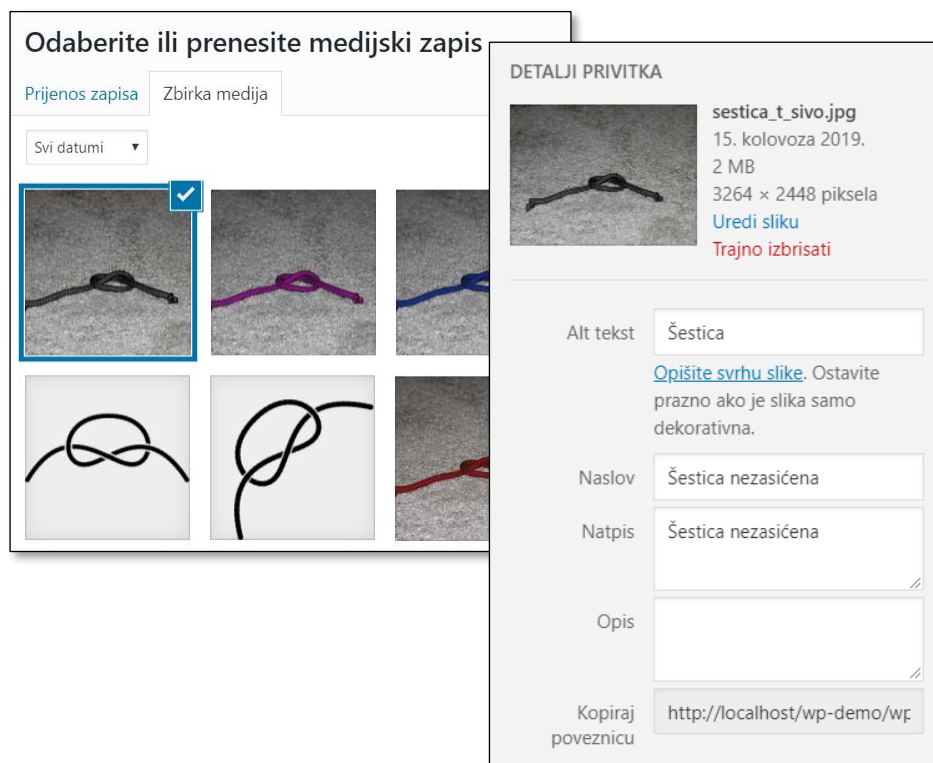 Odaberite ili prenesite medijski zapis
Prijenos zapisa
Zbirka medija
Svi datumi
DETALJI PRIVITKA
sestica_t_sivo.jpg
15. kolovoza 2019.
2 MB
3264 × 2448 piksela
Uredi sliku
Trajno izbrisati
Alt tekst
Šestica
Opišite svrhu slike. Ostavite
prazno ako je slika samo
dekorativna.
Naslov
Šestica nezasićena
Natpis
Šestica nezasićena
Opis
Kopiraj
poveznicu
http://localhost/wp-demo/wp